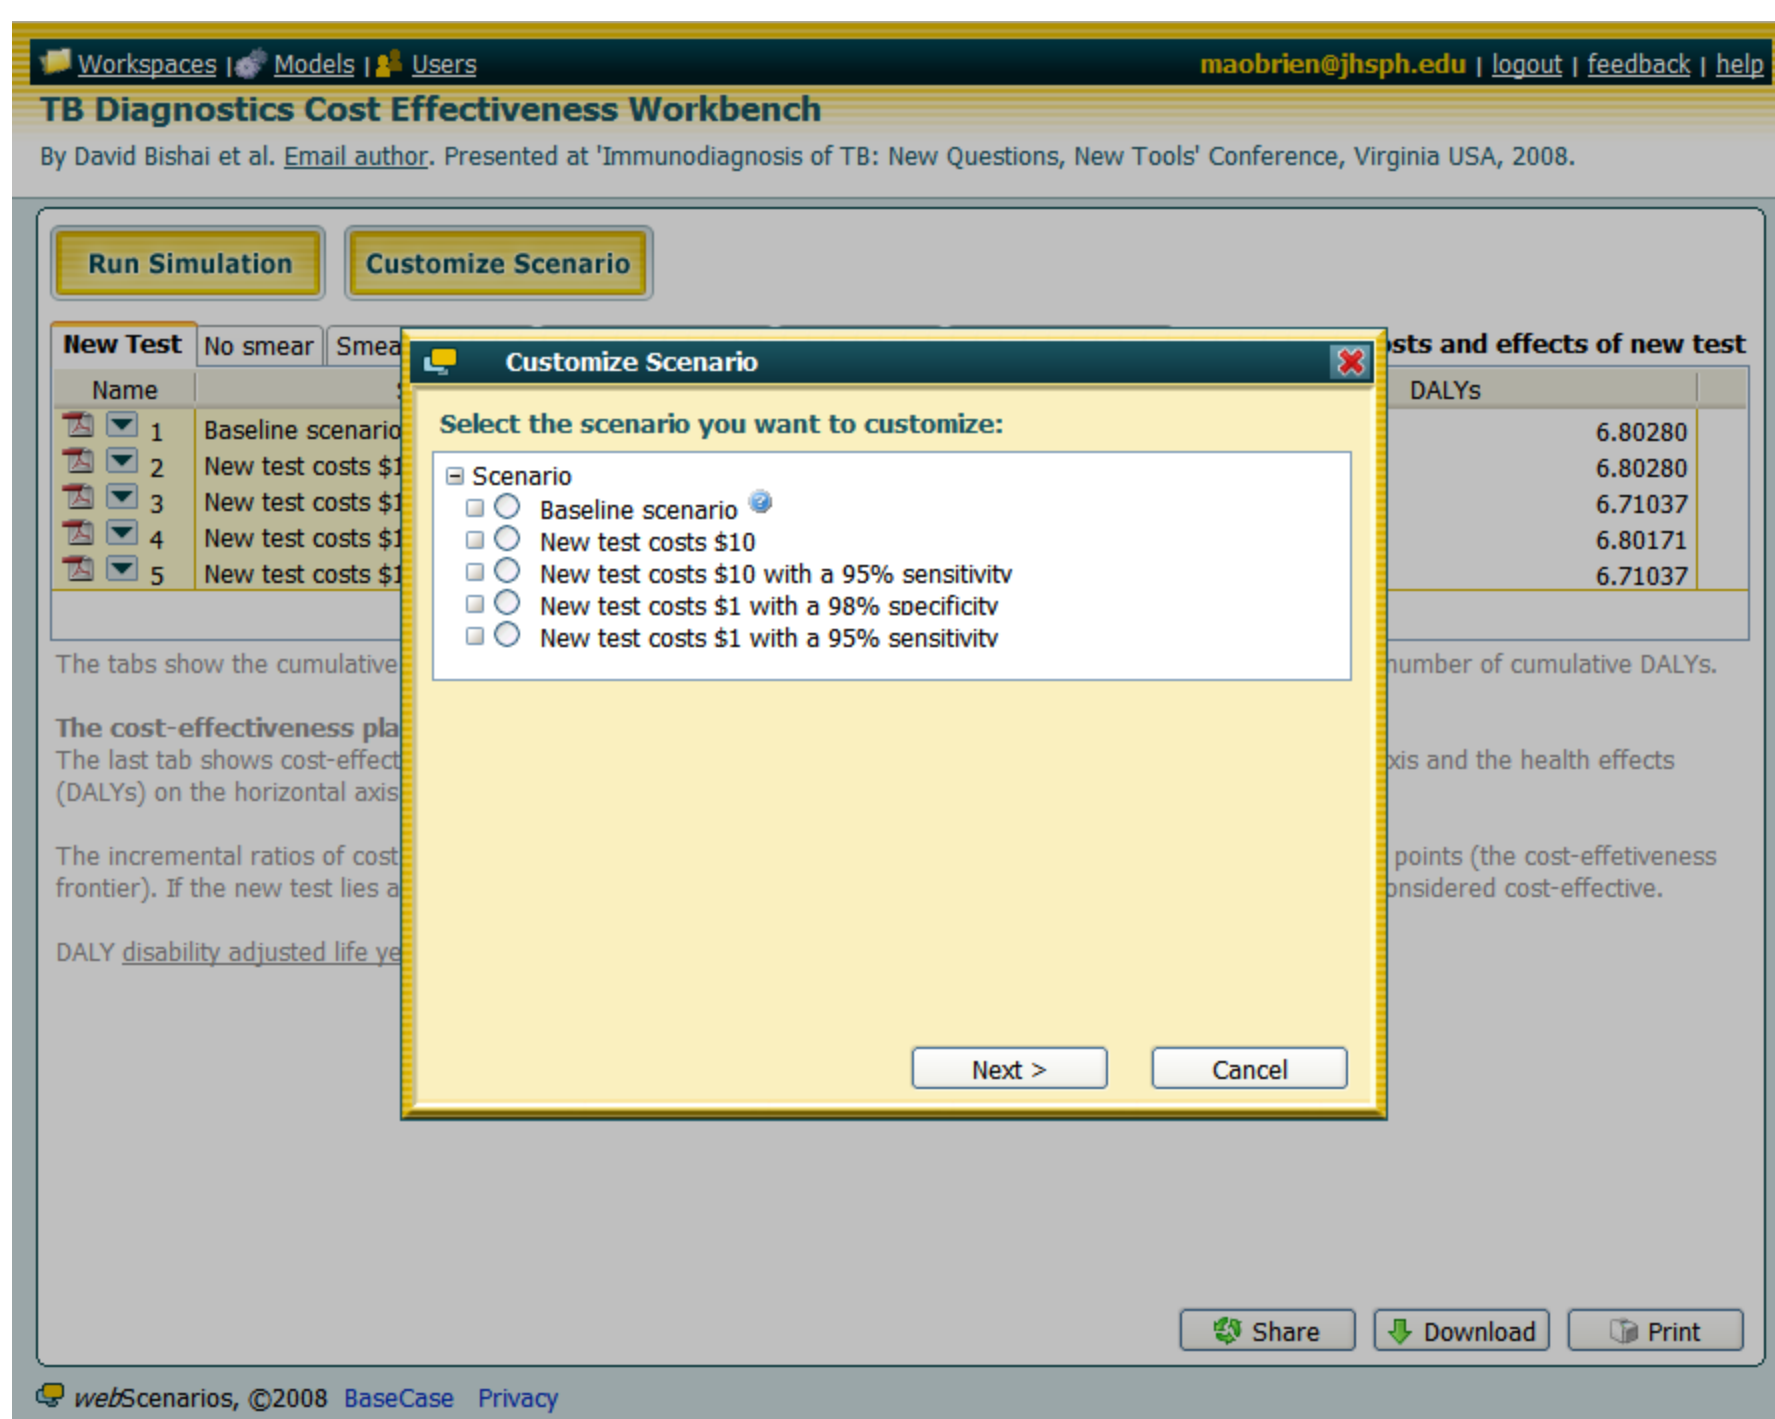 Workspaces | Models | Users maobrien@jhsph.edu | logout | feedback | help
TB Diagnostics Cost Effectiveness Workbench
By David Bishai et al. Email author. Presented at 'Immunodiagnosis of TB: New Questions, New Tools' Conference, Virginia USA, 2008.
Run Simulation Customize Scenario
New Test No smear Smea osts and effects of new test
Name DALYs
1 Baseline scenario 6.80280
2 New test costs $1 6.80280
3 New test costs $1 6.71037
4 New test costs $1 6.80171
5 New test costs $1 6.71037
Customize Scenario
Select the scenario you want to customize:
Scenario
Baseline scenario
New test costs $10
New test costs $10 with a 95% sensitivity
New test costs $1 with a 98% specificity
New test costs $1 with a 95% sensitivity
Next > Cancel
The tabs show the cumulative number of cumulative DALYs.
The cost-effectiveness pla
The last tab shows cost-effect xis and the health effects
(DALYs) on the horizontal axis
The incremental ratios of cost points (the cost-effetiveness
frontier). If the new test lies a onsidered cost-effective.
DALY disability adjusted life ye
Share Download Print
webScenarios, ©2008 BaseCase Privacy